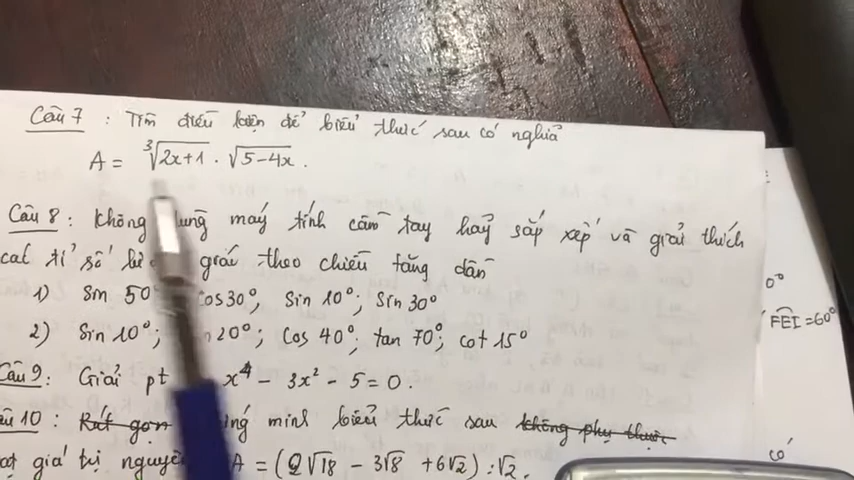 Câu 7 : Tìm điều kiện để biểu thức sau có nghĩa
A = ∛(2x+1) . √(5-4x) .
Câu 8 : Không dùng máy tính cầm tay hãy sắp xếp và giải thích
các tỉ số giác theo chiều tăng dần
1) Sin 50° cos30°, Sin 10°; Sin 30°
2) Sin 10°; 20°; Cos 40°; tan 70°; cot 15°
Câu 9 : Giải pt x⁴ - 3x² - 5 = 0 .
10 : Rút gọn minh biểu thức sau không phụ thuộc
giá trị nguyên A = (2√18 - 3√8 + 6√2) : √2 .
0°
FEI = 60°
có